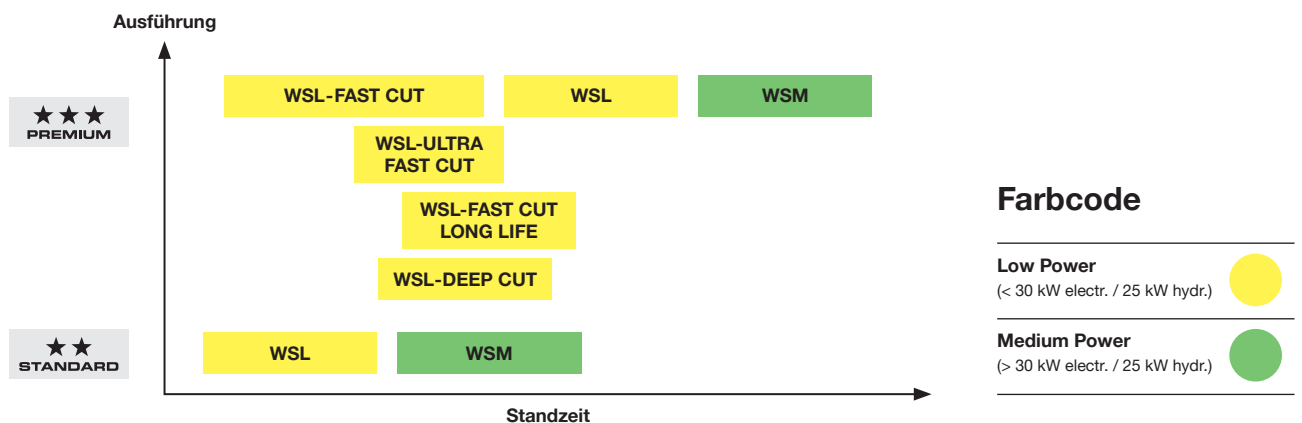 Ausführung
★★★
PREMIUM
WSL-FAST CUT
WSL
WSM
WSL-ULTRA
FAST CUT
WSL-FAST CUT
LONG LIFE
WSL-DEEP CUT
★★
STANDARD
WSL
WSM
Standzeit
Farbcode
Low Power
(< 30 kW electr. / 25 kW hydr.)
Medium Power
(> 30 kW electr. / 25 kW hydr.)